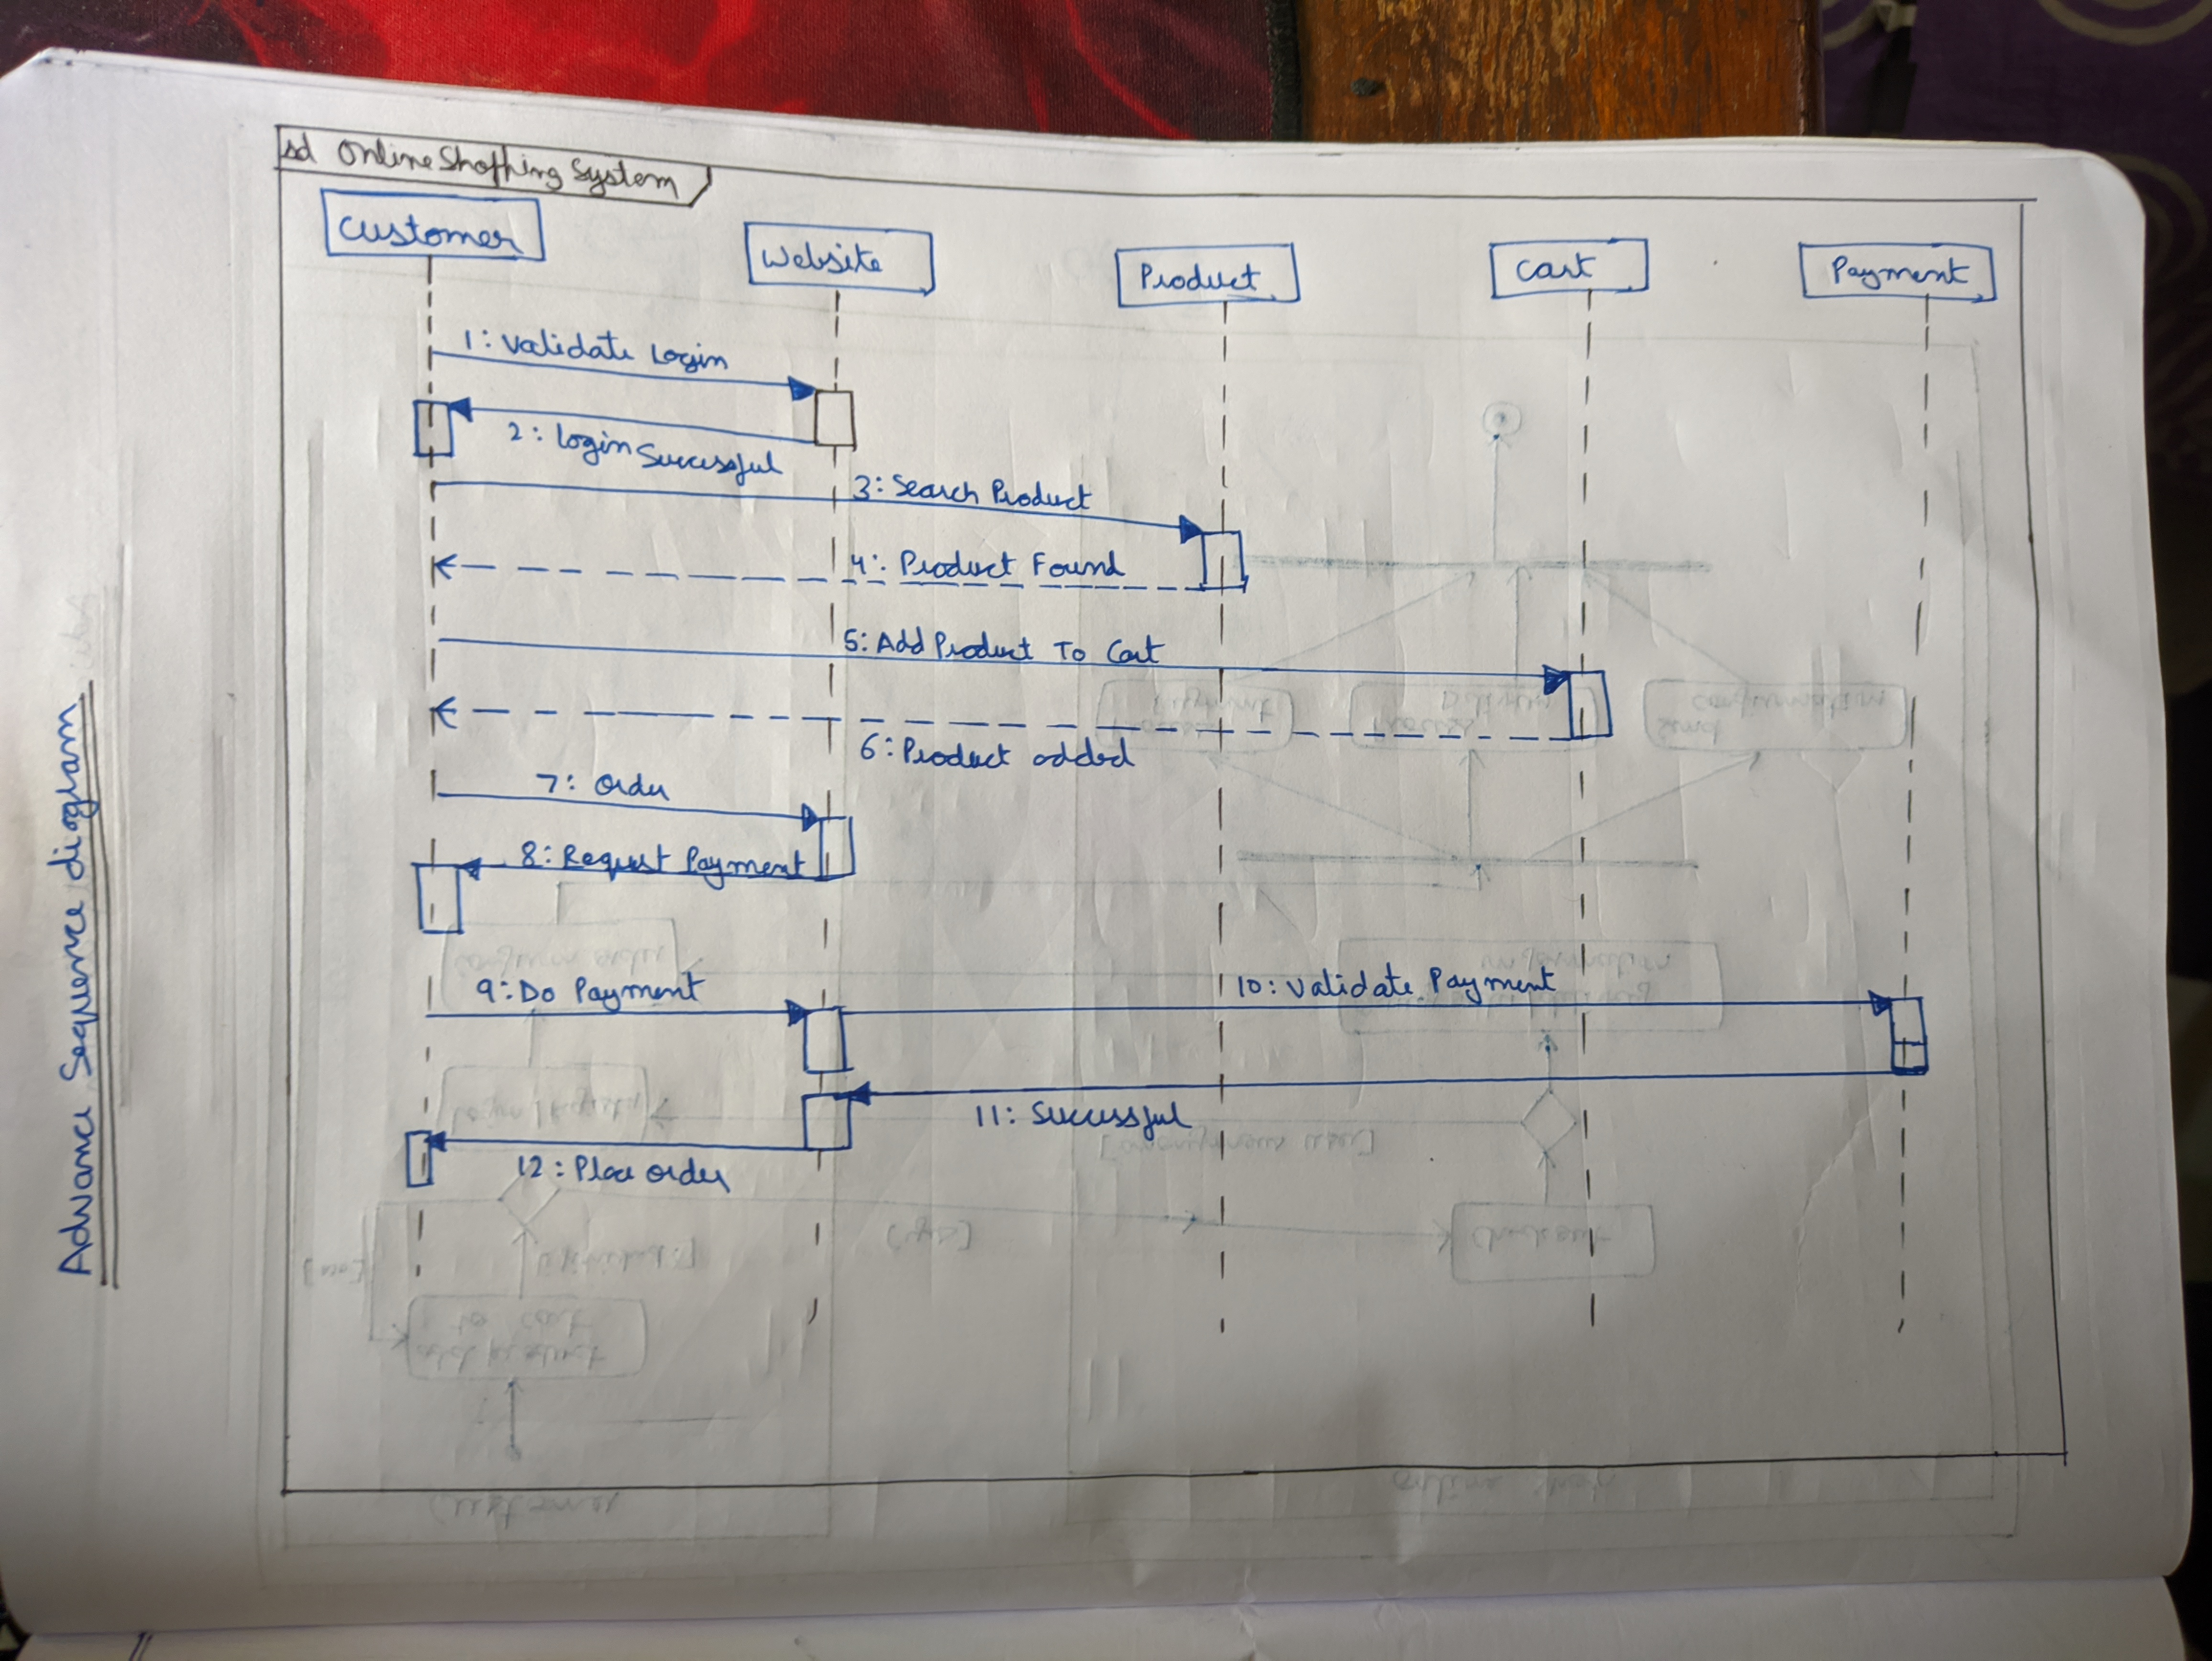 sd Online Shopping System
Customer
Website
Product
Cart
Payment
1: Validate Login
2: Login Successful
3: Search Product
4: Product Found
5: Add Product To Cart
6: Product added
7: Order
8: Request Payment
9: Do Payment
10: Validate Payment
11: Successful
12: Place order
Advance Sequence diagram